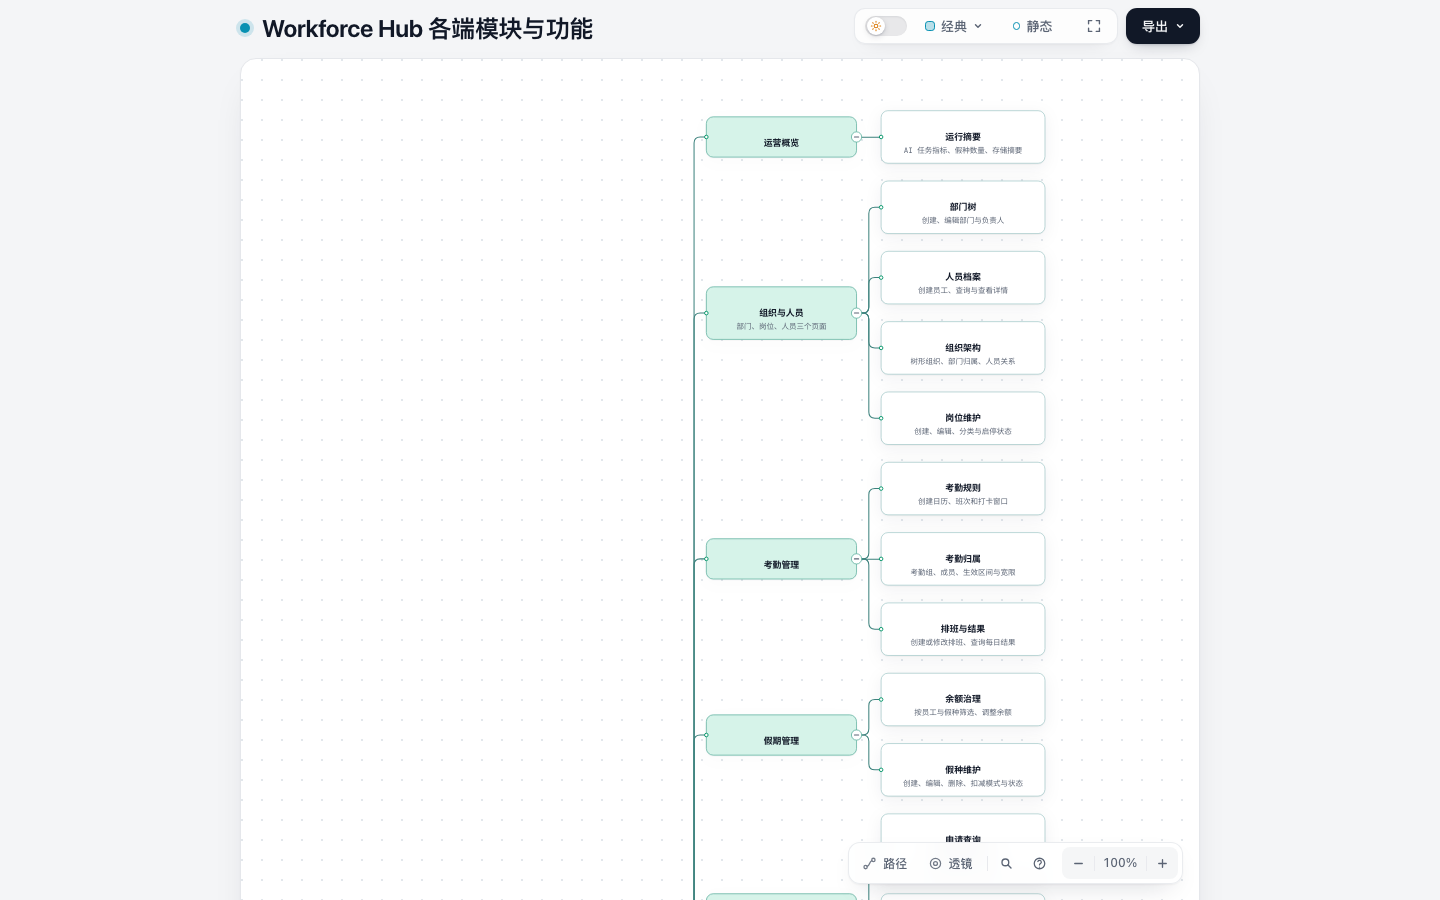 Workforce Hub 各端模块与功能
经典
静态
导出
运营概览
运行摘要
AI 任务指标、假种数量、存储摘要
部门树
创建、编辑部门与负责人
人员档案
创建员工、查询与查看详情
组织与人员
部门、岗位、人员三个页面
组织架构
树形组织、部门归属、人员关系
岗位维护
创建、编辑、分类与启停状态
考勤规则
创建日历、班次和打卡窗口
考勤管理
考勤归属
考勤组、成员、生效区间与宽限
排班与结果
创建或修改排班、查询每日结果
余额治理
按员工与假种筛选、调整余额
假期管理
假种维护
创建、编辑、删除、扣减模式与状态
申请查询
路径
透镜
100%